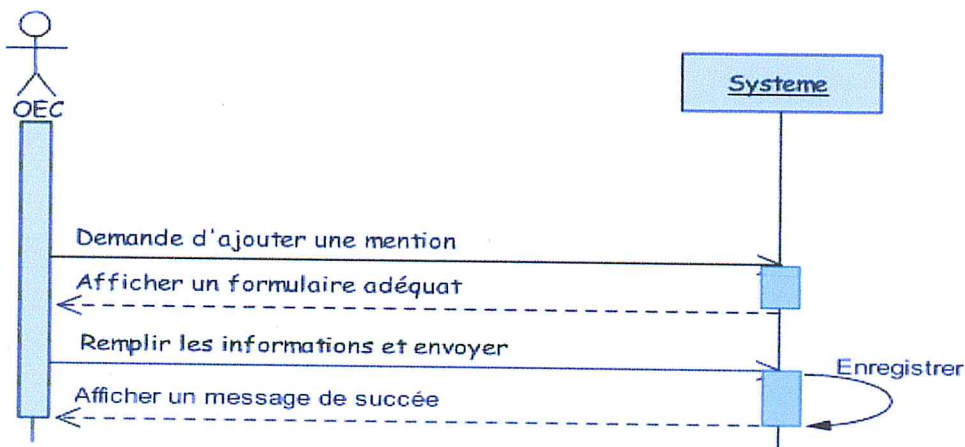 OEC
Systeme
Demande d'ajouter une mention
Afficher un formulaire adéquat
Remplir les informations et envoyer
Enregistrer
Afficher un message de succée